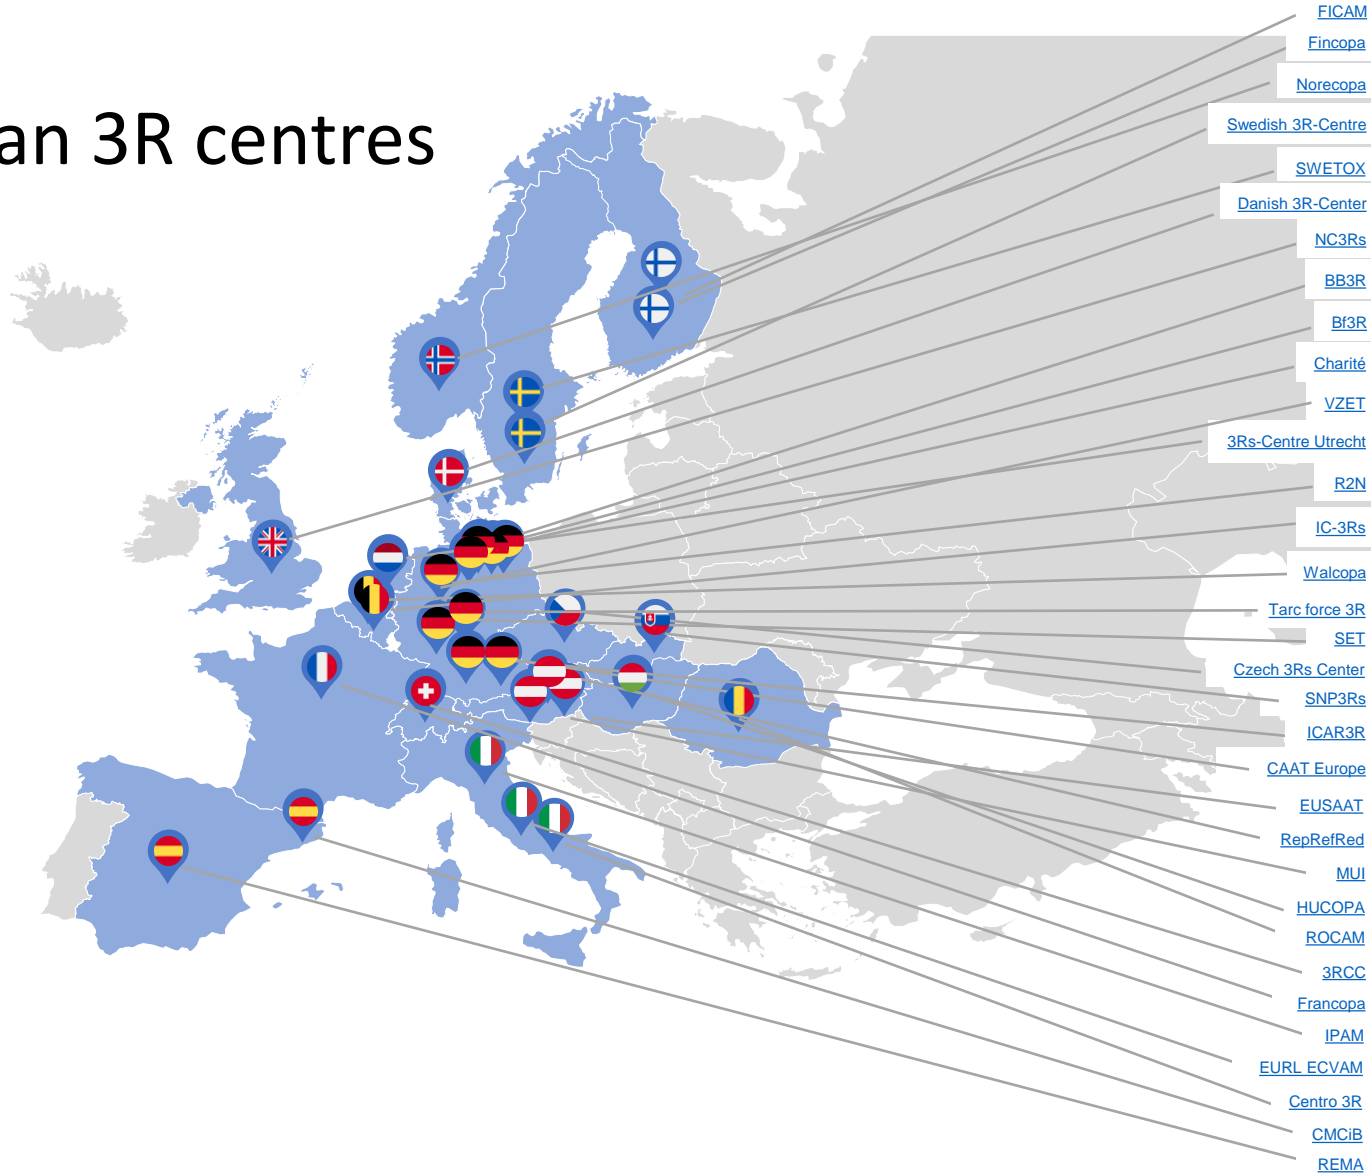 an 3R centres
FICAM
Fincopa
Norecopa
Swedish 3R-Centre
SWETOX
Danish 3R-Center
NC3Rs
BB3R
Bf3R
Charité
VZET
3Rs-Centre Utrecht
R2N
IC-3Rs
Walcopa
Tarc force 3R
SET
Czech 3Rs Center
SNP3Rs
ICAR3R
CAAT Europe
EUSAAT
RepRefRed
MUI
HUCOPA
ROCAM
3RCC
Francopa
IPAM
EURL ECVAM
Centro 3R
CMCiB
REMA